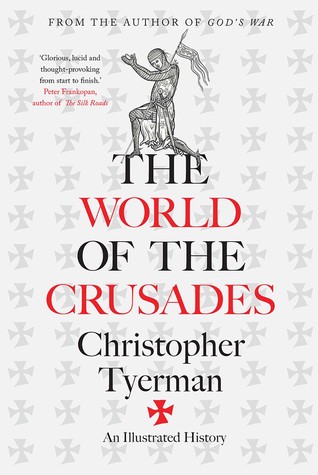 FROM THE AUTHOR OF GOD'S WAR
'Glorious, lucid and
thought-provoking
from start to finish.'
Peter Frankopan,
author of The Silk Roads
THE
WORLD
OF THE
CRUSADES
Christopher
Tyerman
An Illustrated History